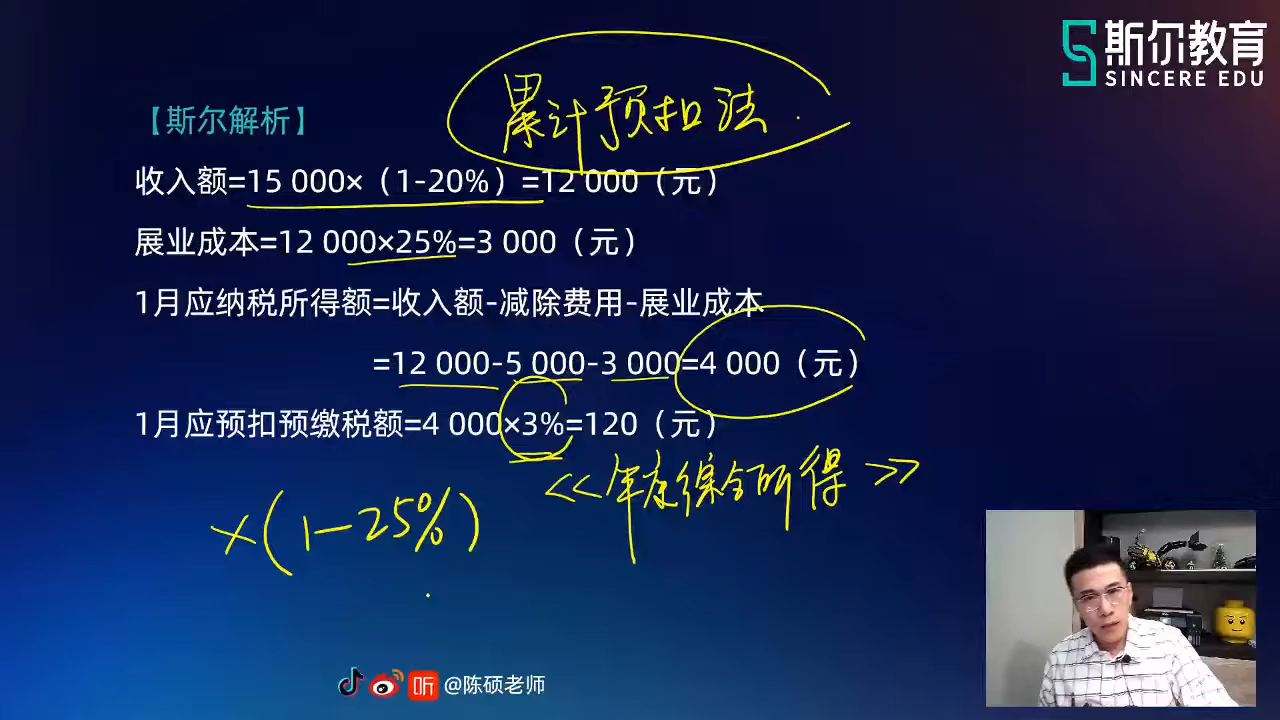 斯尔教育
SINCERE EDU
累计预扣法
【斯尔解析】
收入额=15 000×（1-20%）=12 000（元）
展业成本=12 000×25%=3 000（元）
1月应纳税所得额=收入额-减除费用-展业成本
=12 000-5 000-3 000=4 000（元）
1月应预扣预缴税额=4 000×3%=120（元）
<<年度综合所得>>
×(1-25%)
听 @陈硕老师